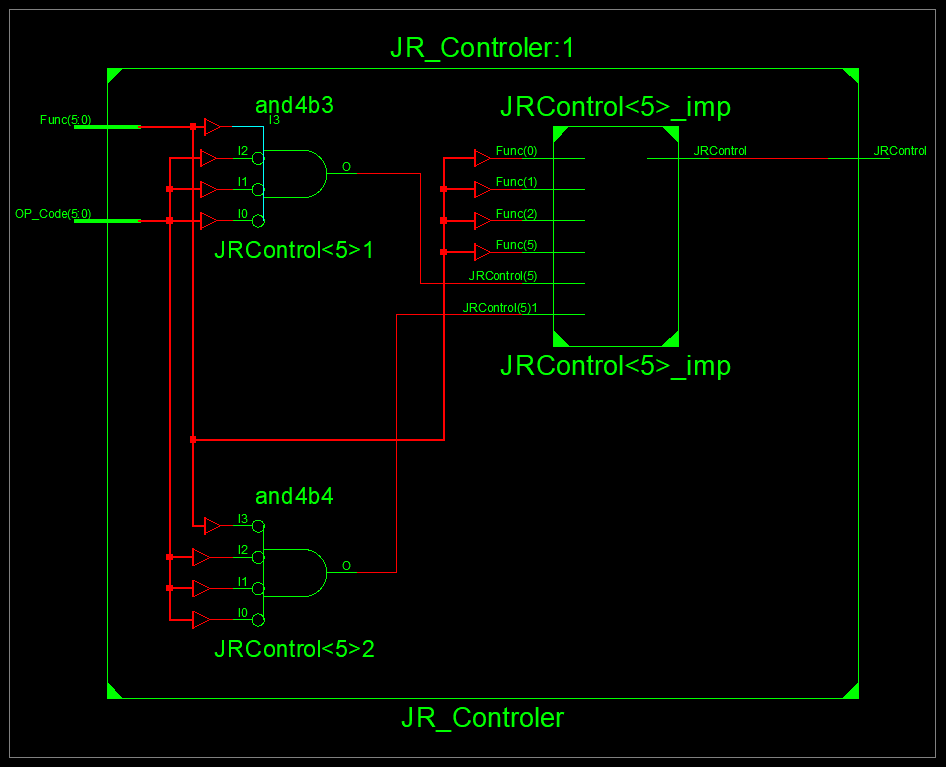 JR_Controler:1
and4b3
JRControl<5>_imp
Func(5:0)
I3
I2
I1
I0
O
OP_Code(5:0)
JRControl<5>1
Func(0)
Func(1)
Func(2)
Func(5)
JRControl(5)
JRControl(5)1
JRControl
JRControl
JRControl<5>_imp
and4b4
I3
I2
I1
I0
O
JRControl<5>2
JR_Controler